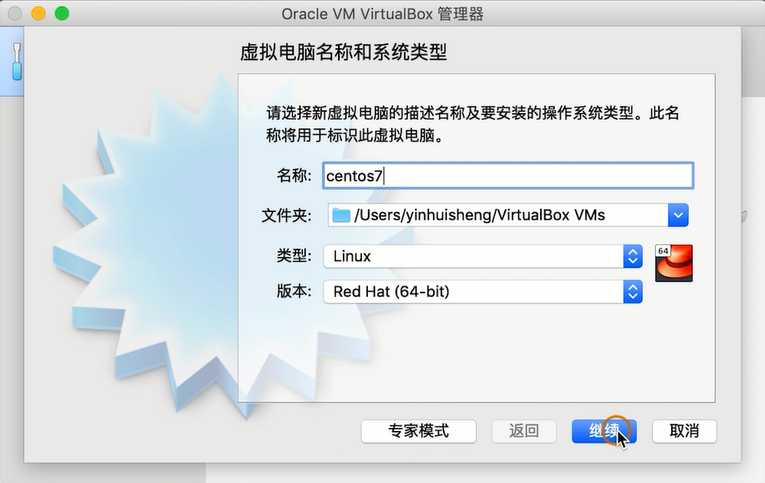 Oracle VM VirtualBox 管理器
虚拟电脑名称和系统类型
请选择新虚拟电脑的描述名称及要安装的操作系统类型。此名
称将用于标识此虚拟电脑。
名称: centos7
文件夹: /Users/yinhuisheng/VirtualBox VMs
类型: Linux
64
版本: Red Hat (64-bit)
专家模式 返回 继续 取消